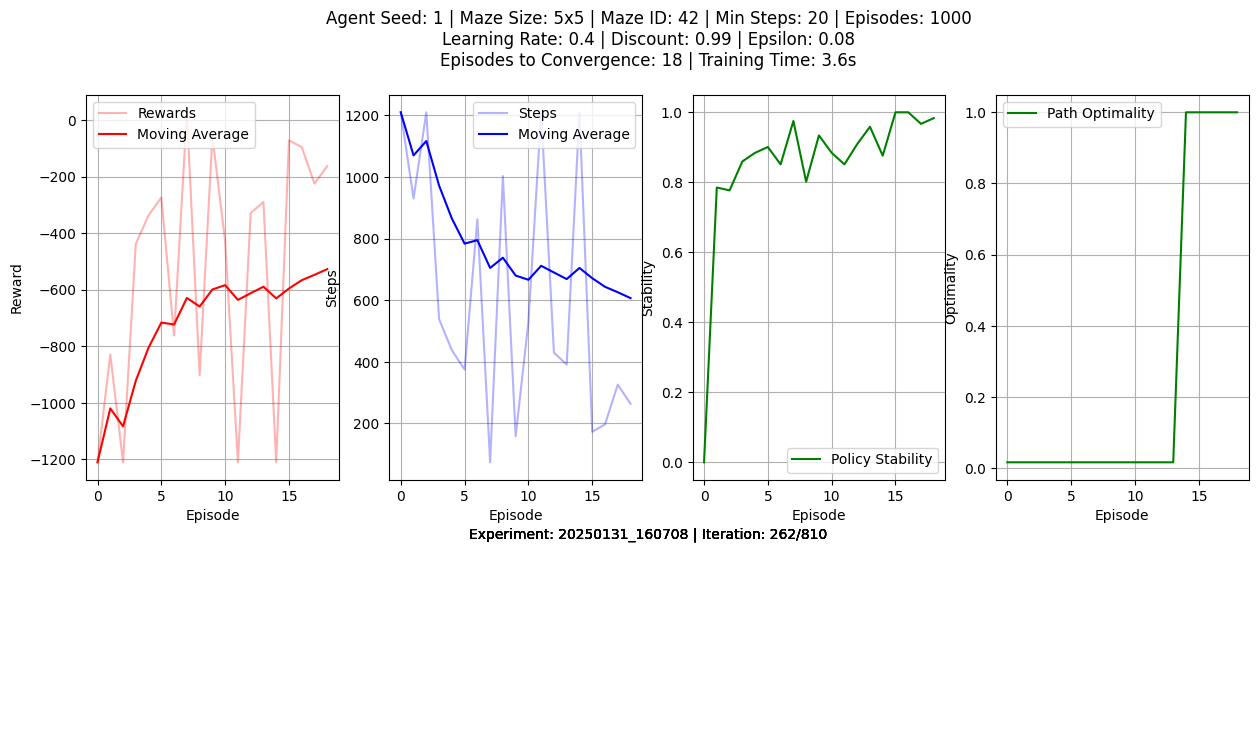 Agent Seed: 1 | Maze Size: 5x5 | Maze ID: 42 | Min Steps: 20 | Episodes: 1000
Learning Rate: 0.4 | Discount: 0.99 | Epsilon: 0.08
Episodes to Convergence: 18 | Training Time: 3.6s
Rewards
Moving Average
0
−200
−400
−600
−800
−1000
−1200
0
5
10
15
Reward
Episode
Steps
Moving Average
1200
1000
800
600
400
200
0
5
10
15
Steps
Episode
Policy Stability
1.0
0.8
0.6
0.4
0.2
0.0
0
5
10
15
Stability
Episode
Path Optimality
1.0
0.8
0.6
0.4
0.2
0.0
0
5
10
15
Optimality
Episode
Experiment: 20250131_160708 | Iteration: 262/810